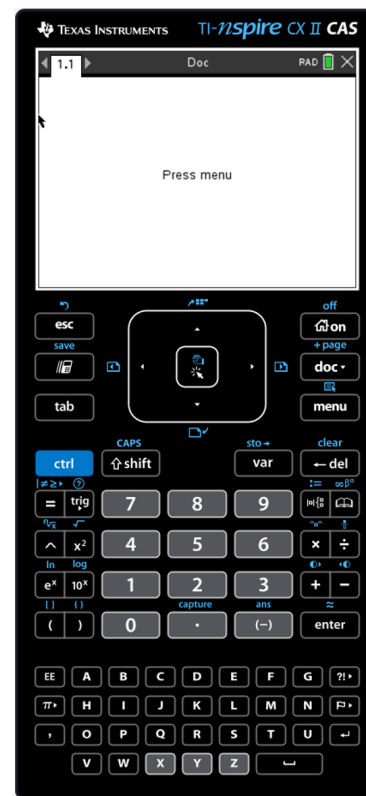 TEXAS INSTRUMENTS TI-nspire CX II CAS
1.1 Doc RAD
Press menu
off
esc on
save + page
doc
tab menu
CAPS sto→ clear
ctrl ⇧shift var ← del
|≠≥▸ ? := ∞β°
= trig 7 8 9
ⁿ√x √ "□"
^ x² 4 5 6 × ÷
ln log
eˣ 10ˣ 1 2 3 + −
[ ] { } capture ans ≈
( ) 0 . (−) enter
EE A B C D E F G ?!▸
π▸ H I J K L M N
, O P Q R S T U ↵
V W X Y Z